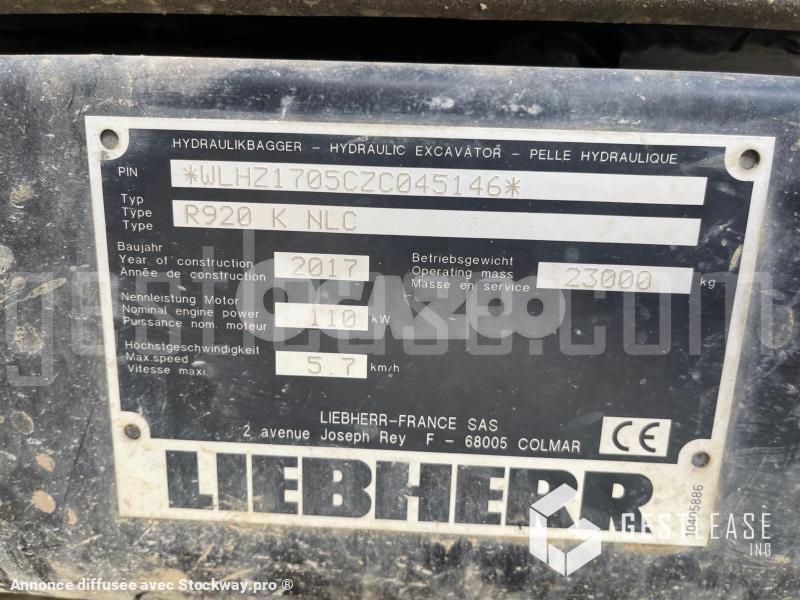 HYDRAULIKBAGGER - HYDRAULIC EXCAVATOR - PELLE HYDRAULIQUE
PIN *WLHZ1705CZC045146*
Typ
Type R920 K NLC
Type
Baujahr
Year of construction 2017
Année de construction
Betriebsgewicht
Operating mass 23000 kg
Masse en service
Nennleistung Motor
Nominal engine power 110 kW
Puissance nom. moteur
Höchstgeschwindigkeit
Max.speed 5.7 km/h
Vitesse maxi
LIEBHERR-FRANCE SAS
2 avenue Joseph Rey F - 68005 COLMAR
CE
LIEBHERR
10405886
gestlease.com
OCAZOO
GESTLEASE
INC
Annonce diffusée avec Stockway.pro ®